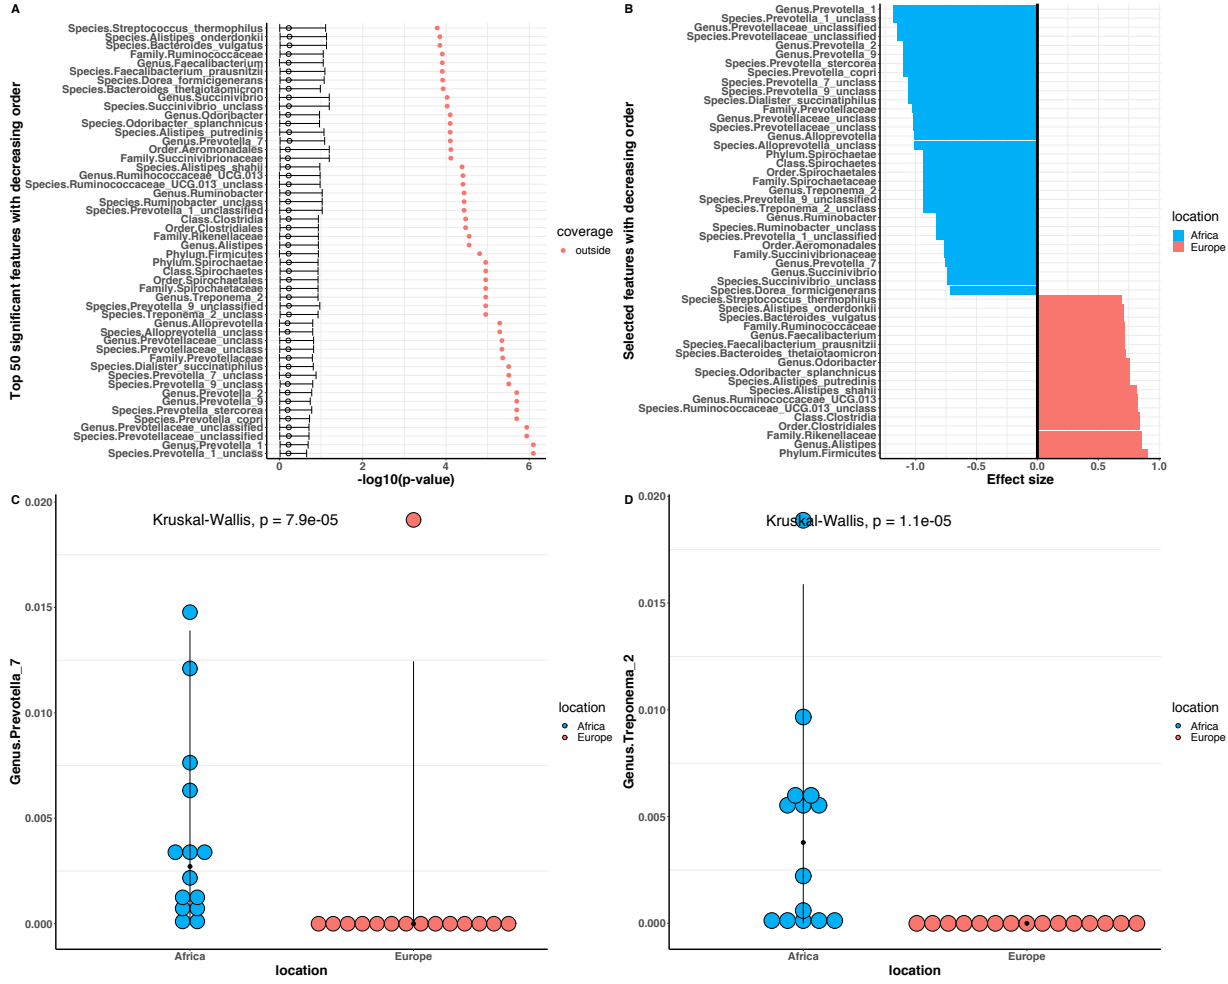 A
Top 50 significant features with decreasing order
Species.Streptococcus_thermophilus
Species.Alistipes_onderdonkii
Species.Bacteroides_vulgatus
Family.Ruminococcaceae
Genus.Faecalibacterium
Species.Faecalibacterium_prausnitzii
Species.Dorea_formicigenerans
Species.Bacteroides_thetaiotaomicron
Genus.Succinivibrio
Species.Succinivibrio_unclass
Genus.Odoribacter
Species.Odoribacter_splanchnicus
Species.Alistipes_putredinis
Genus.Prevotella_7
Order.Aeromonadales
Family.Succinivibrionaceae
Species.Alistipes_shahii
Genus.Ruminococcaceae_UCG.013
Species.Ruminococcaceae_UCG.013_unclass
Genus.Ruminobacter
Species.Ruminobacter_unclass
Species.Prevotella_1_unclassified
Class.Clostridia
Order.Clostridiales
Family.Rikenellaceae
Genus.Alistipes
Phylum.Firmicutes
Phylum.Spirochaetae
Class.Spirochaetes
Order.Spirochaetales
Family.Spirochaetaceae
Genus.Treponema_2
Species.Prevotella_9_unclassified
Species.Treponema_2_unclass
Genus.Alloprevotella
Species.Alloprevotella_unclass
Genus.Prevotellaceae_unclass
Species.Prevotellaceae_unclass
Family.Prevotellaceae
Species.Dialister_succinatiphilus
Species.Prevotella_7_unclass
Species.Prevotella_9_unclass
Genus.Prevotella_2
Genus.Prevotella_9
Species.Prevotella_stercorea
Species.Prevotella_copri
Genus.Prevotellaceae_unclassified
Species.Prevotellaceae_unclassified
Genus.Prevotella_1
Species.Prevotella_1_unclass
0 2 4 6
-log10(p-value)
coverage
outside
B
Selected features with decreasing order
Genus.Prevotella_1
Species.Prevotella_1_unclass
Genus.Prevotellaceae_unclassified
Species.Prevotellaceae_unclassified
Genus.Prevotella_2
Genus.Prevotella_9
Species.Prevotella_stercorea
Species.Prevotella_copri
Species.Prevotella_7_unclass
Species.Prevotella_9_unclass
Species.Dialister_succinatiphilus
Family.Prevotellaceae
Genus.Prevotellaceae_unclass
Species.Prevotellaceae_unclass
Genus.Alloprevotella
Species.Alloprevotella_unclass
Phylum.Spirochaetae
Class.Spirochaetes
Order.Spirochaetales
Family.Spirochaetaceae
Genus.Treponema_2
Species.Prevotella_9_unclassified
Species.Treponema_2_unclass
Genus.Ruminobacter
Species.Ruminobacter_unclass
Species.Prevotella_1_unclassified
Order.Aeromonadales
Family.Succinivibrionaceae
Genus.Prevotella_7
Genus.Succinivibrio
Species.Succinivibrio_unclass
Species.Dorea_formicigenerans
Species.Streptococcus_thermophilus
Species.Alistipes_onderdonkii
Species.Bacteroides_vulgatus
Family.Ruminococcaceae
Genus.Faecalibacterium
Species.Faecalibacterium_prausnitzii
Species.Bacteroides_thetaiotaomicron
Genus.Odoribacter
Species.Odoribacter_splanchnicus
Species.Alistipes_putredinis
Species.Alistipes_shahii
Genus.Ruminococcaceae_UCG.013
Species.Ruminococcaceae_UCG.013_unclass
Class.Clostridia
Order.Clostridiales
Family.Rikenellaceae
Genus.Alistipes
Phylum.Firmicutes
-1.0 -0.5 0.0 0.5 1.0
Effect size
location
Africa
Europe
C
Genus.Prevotella_7
0.020
0.015
0.010
0.005
0.000
Kruskal-Wallis, p = 7.9e-05
Africa Europe
location
location
Africa
Europe
D
Genus.Treponema_2
0.020
0.015
0.010
0.005
0.000
Kruskal-Wallis, p = 1.1e-05
Africa Europe
location
location
Africa
Europe